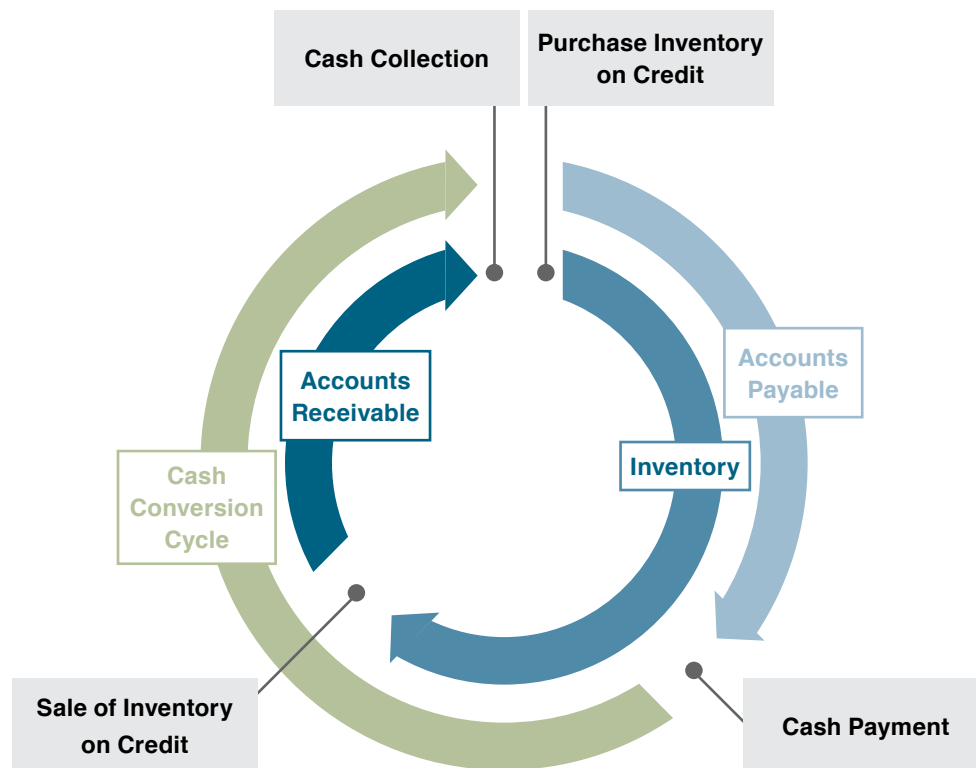 Cash Collection
Purchase Inventory
on Credit
Accounts
Receivable
Accounts
Payable
Inventory
Cash
Conversion
Cycle
Sale of Inventory
on Credit
Cash Payment